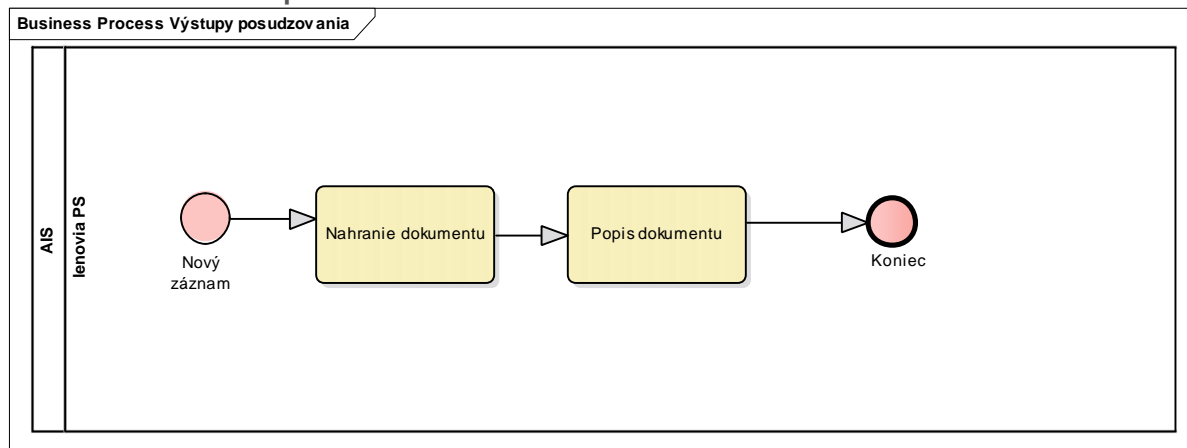 Business Process Výstupy posudzovania
AIS
lenovia PS
Nový
záznam
Nahranie dokumentu
Popis dokumentu
Koniec